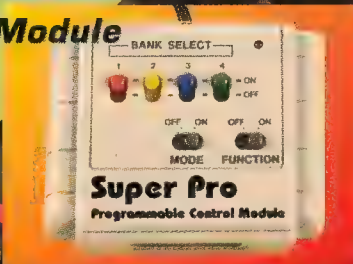 Module
BANK SELECT
1 2 3 4
ON
OFF
OFF ON OFF ON
MODE FUNCTION
Super Pro
Programmable Control Module